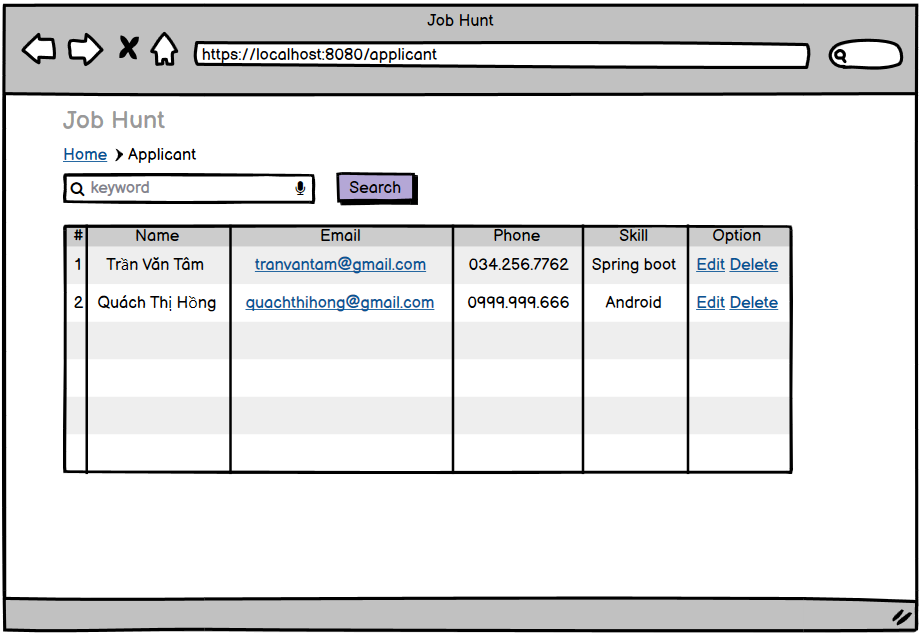 Job Hunt
https://localhost:8080/applicant
Job Hunt
Home > Applicant
keyword Search
# Name Email Phone Skill Option
1 Trần Văn Tâm tranvantam@gmail.com 034.256.7762 Spring boot Edit Delete
2 Quách Thị Hồng quachthihong@gmail.com 0999.999.666 Android Edit Delete